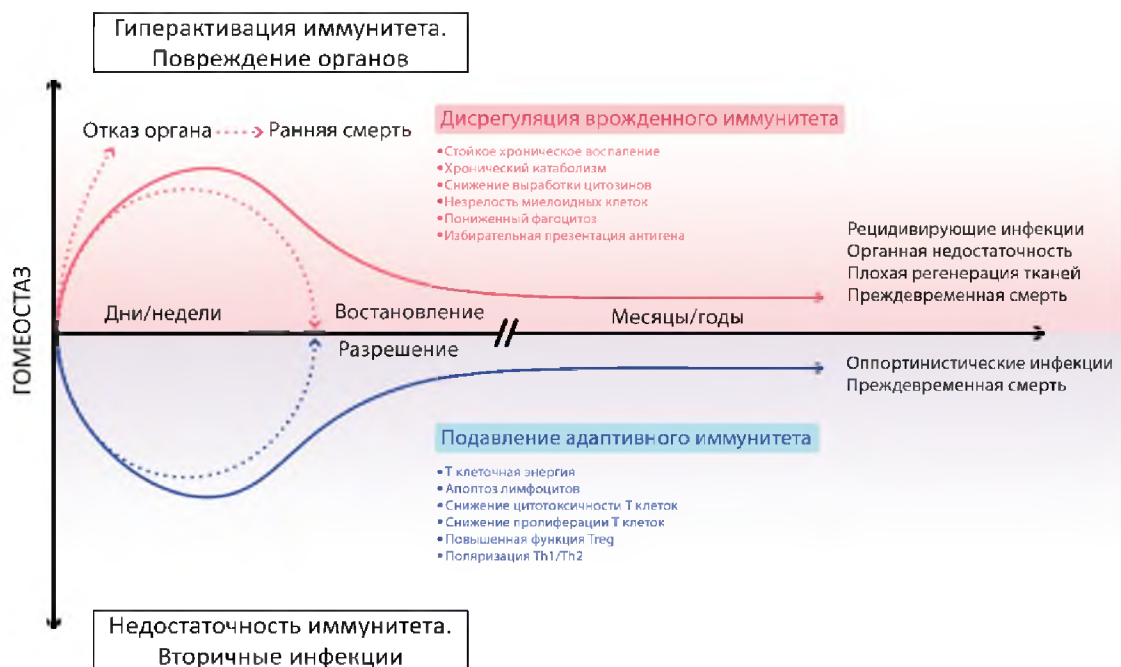 Гиперактивация иммунитета.
Повреждение органов
Отказ органа
Ранняя смерть
Дисрегуляция врожденного иммунитета
•Стойкое хроническое воспаление
•Хронический катаболизм
•Снижение выработки цитозинов
•Незрелость миелоидных клеток
•Пониженный фагоцитоз
•Избирательная презентация антигена
Рецидивирующие инфекции
Органная недостаточность
Плохая регенерация тканей
Преждевременная смерть
ГОМЕОСТАЗ
Дни/недели
Востановление
Месяцы/годы
Разрешение
Оппортинистические инфекции
Преждевременная смерть
Подавление адаптивного иммунитета
•Т клеточная энергия
•Апоптоз лимфоцитов
•Снижение цитотоксичности Т клеток
•Снижение пролиферации Т клеток
•Повышенная функция Treg
•Поляризация Th1/Th2
Недостаточность иммунитета.
Вторичные инфекции